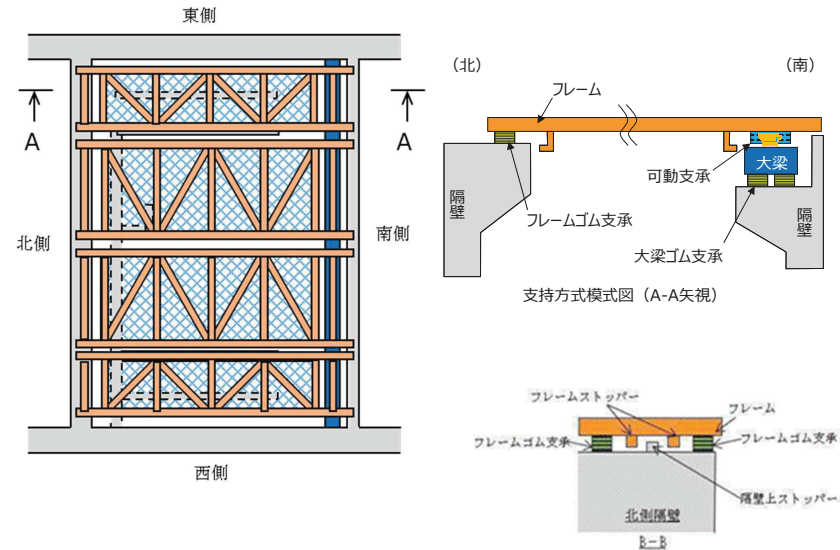 東側
A
A
北側
南側
西側
（北）
（南）
フレーム
可動支承
大梁
隔壁
フレームゴム支承
隔壁
大梁ゴム支承
支持方式模式図（A-A矢視）
フレームストッパー
フレーム
フレームゴム支承
フレームゴム支承
隔壁上ストッパー
北側隔壁
B-B